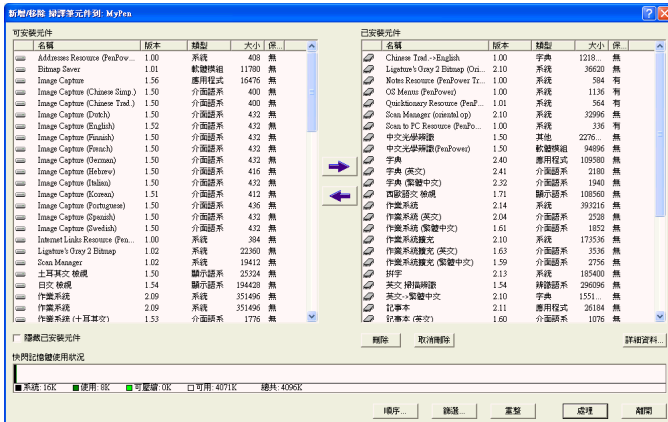 新增/移除 掃譯筆元件到: MyPen
可安裝元件
名稱 版本 類型 大小 保...
Addresses Resource (PenPow... 1.00 系統 408 無
Bitmap Saver 1.01 軟體模組 11780 無
Image Capture 1.56 應用程式 16476 無
Image Capture (Chinese Simp.) 1.50 介面語系 400 無
Image Capture (Chinese Trad.) 1.50 介面語系 400 無
Image Capture (Dutch) 1.50 介面語系 432 無
Image Capture (English) 1.52 介面語系 432 無
Image Capture (Finnish) 1.50 介面語系 432 無
Image Capture (French) 1.50 介面語系 432 無
Image Capture (German) 1.50 介面語系 432 無
Image Capture (Hebrew) 1.50 介面語系 416 無
Image Capture (Italian) 1.50 介面語系 432 無
Image Capture (Korean) 1.51 介面語系 412 無
Image Capture (Portuguese) 1.50 介面語系 436 無
Image Capture (Spanish) 1.50 介面語系 432 無
Image Capture (Swedish) 1.50 介面語系 432 無
Internet Links Resource (Pen... 1.00 系統 384 無
Ligature's Gray 2 Bitmap 1.02 系統 22360 無
Scan Manager 1.02 系統 19412 無
土耳其文 檢視 1.50 顯示語系 25324 無
日文 檢視 1.54 顯示語系 194428 無
作業系統 2.09 系統 351496 無
作業系統 2.09 系統 351496 無
作業系統 (土耳其文) 1.53 介面語系 1776 無
已安裝元件
名稱 版本 類型 大小 保...
Chinese Trad.->English 1.00 字典 1218... 無
Ligature's Gray 2 Bitmap (Ori... 2.10 系統 36620 無
Notes Resource (PenPower Tr... 1.00 系統 584 有
OS Menus (PenPower) 1.00 系統 1136 有
Quicktionary Resource (PenP... 1.01 系統 564 有
Scan Manager (oriental op) 2.10 系統 32996 無
Scan to PC Resource (PenPo... 1.00 系統 336 有
中文光學辨識 1.50 其他 2276... 無
中文光學辨識(PenPower) 1.50 軟體模組 94896 無
字典 2.40 應用程式 109580 無
字典 (英文) 2.41 介面語系 2180 無
字典 (繁體中文) 2.32 介面語系 1940 無
西歐語文 檢視 1.71 顯示語系 108560 無
作業系統 2.14 系統 393216 無
作業系統 (英文) 2.04 介面語系 2528 無
作業系統 (繁體中文) 1.61 介面語系 1852 無
作業系統擴充 2.10 系統 173536 無
作業系統擴充 (英文) 1.63 介面語系 3536 無
作業系統擴充 (繁體中文) 1.59 介面語系 2756 無
拼字 2.13 系統 185400 無
英文 掃描辨識 1.54 辨識語系 296096 無
英文->繁體中文 2.10 字典 1551... 無
記事本 2.11 應用程式 26184 無
記事本 (英文) 1.60 介面語系 1076 無
隱藏已安裝元件
刪除 取消刪除 詳細資料...
快閃記憶體使用狀況
系統: 16K 使用: 8K 可壓縮: 0K 可用: 4071K 總共: 4096K
順序... 篩選... 重整 處理 離開